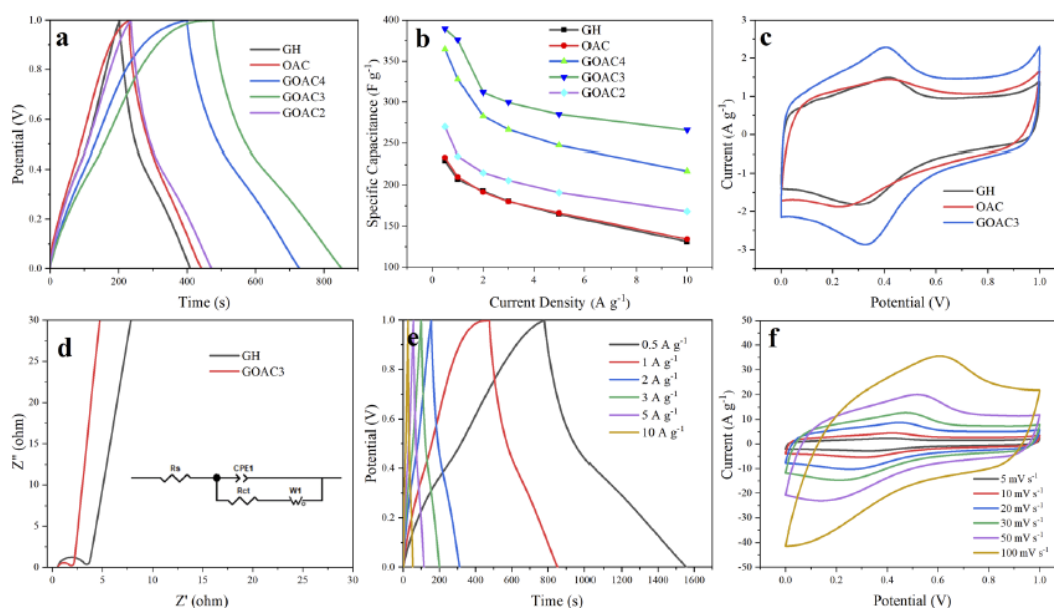 a
1.0
0.8
0.6
0.4
0.2
0.0
Potential (V)
GH
OAC
GOAC4
GOAC3
GOAC2
0 200 400 600 800
Time (s)
b
400
350
300
250
200
150
100
Specific Capacitance (F g⁻¹)
GH
OAC
GOAC4
GOAC3
GOAC2
0 2 4 6 8 10
Current Density (A g⁻¹)
c
3
2
1
0
-1
-2
-3
Current (A g⁻¹)
GH
OAC
GOAC3
0.0 0.2 0.4 0.6 0.8 1.0
Potential (V)
d
30
25
20
15
10
5
0
Z'' (ohm)
GH
GOAC3
Rs CPE1
Rct W1
0 5 10 15 20 25 30
Z' (ohm)
e
1.0
0.8
0.6
0.4
0.2
0.0
Potential (V)
0.5 A g⁻¹
1 A g⁻¹
2 A g⁻¹
3 A g⁻¹
5 A g⁻¹
10 A g⁻¹
0 200 400 600 800 1000 1200 1400 1600
Time (s)
f
50
40
30
20
10
0
-10
-20
-30
-40
-50
Current (A g⁻¹)
5 mV s⁻¹
10 mV s⁻¹
20 mV s⁻¹
30 mV s⁻¹
50 mV s⁻¹
100 mV s⁻¹
0.0 0.2 0.4 0.6 0.8 1.0
Potential (V)